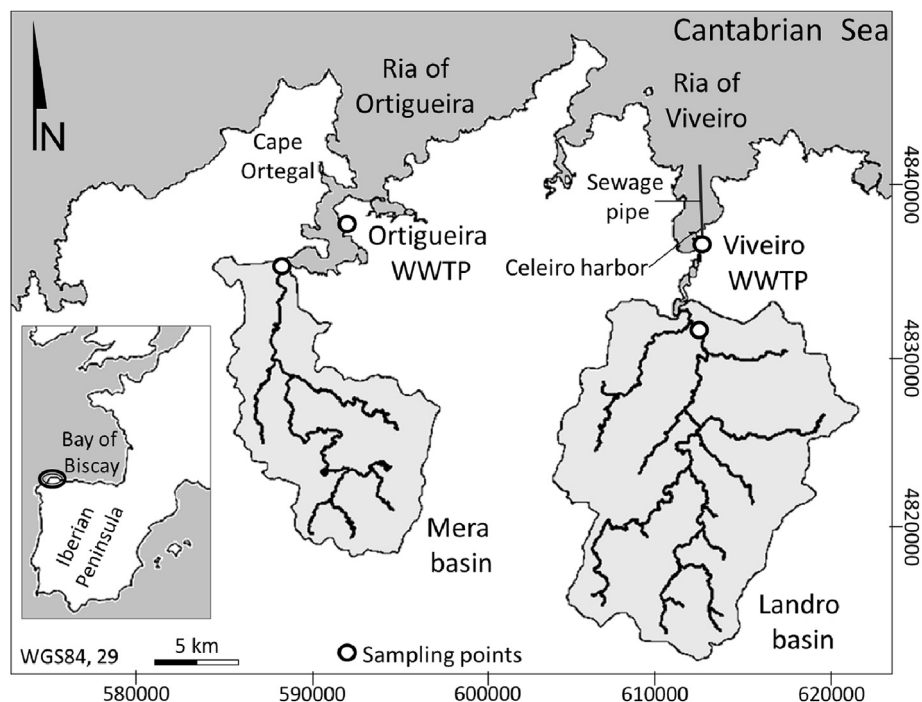 Cantabrian Sea
Ria of
Ortigueira
Ria of
Viveiro
N
Cape
Ortegal
Sewage
pipe
Ortigueira
WWTP
Celeiro harbor
Viveiro
WWTP
4840000
4830000
4820000
Bay of
Biscay
Iberian
Peninsula
Mera
basin
Landro
basin
WGS84, 29
5 km
Sampling points
580000
590000
600000
610000
620000